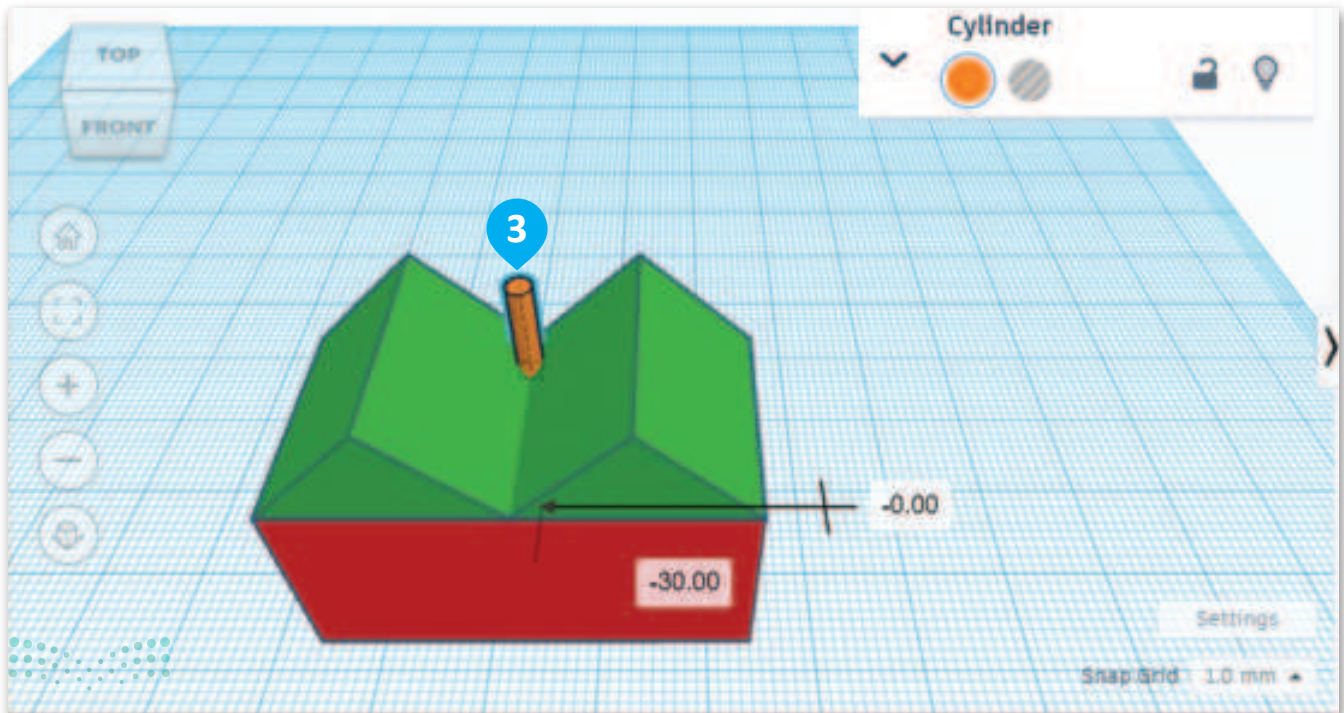 Cylinder
TOP
FRONT
3
-0.00
-30.00
Settings
Snap Grid 1.0 mm